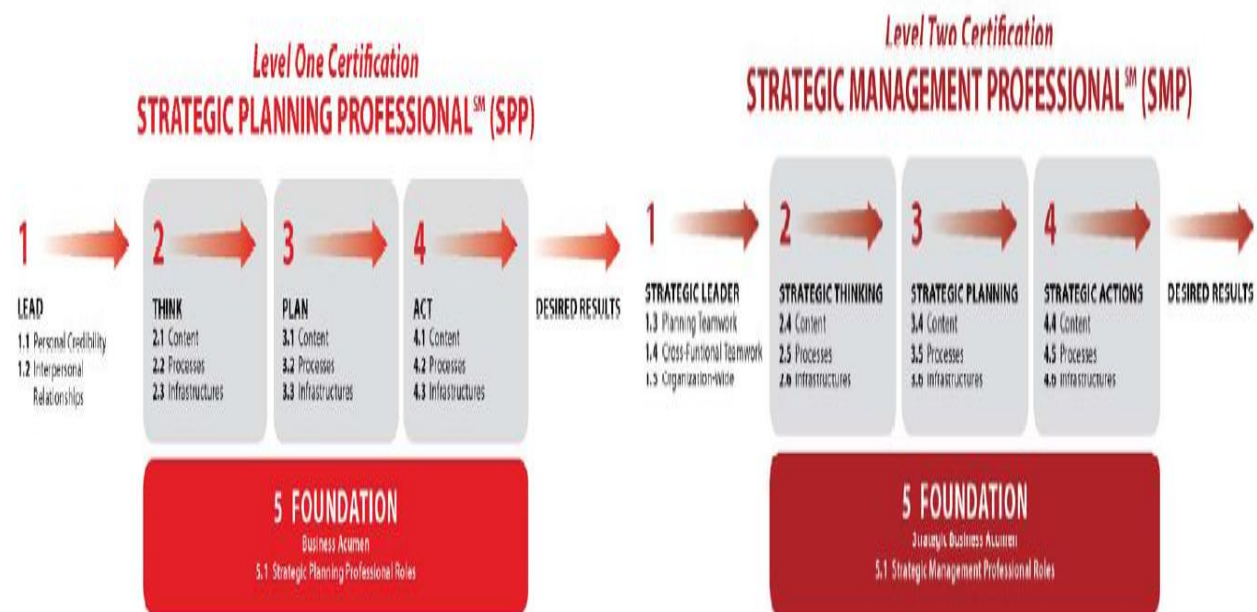 Level One Certification
STRATEGIC PLANNING PROFESSIONAL℠ (SPP)
1
LEAD
1.1 Personal Credibility
1.2 Interpersonal
Relationships
2
THINK
2.1 Content
2.2 Processes
2.3 Infrastructures
3
PLAN
3.1 Content
3.2 Processes
3.3 Infrastructures
4
ACT
4.1 Content
4.2 Processes
4.3 Infrastructures
DESIRED RESULTS
5 FOUNDATION
Business Acumen
5.1 Strategic Planning Professional Roles
Level Two Certification
STRATEGIC MANAGEMENT PROFESSIONAL℠ (SMP)
1
STRATEGIC LEADER
1.3 Planning Teamwork
1.4 Cross-Funtional Teamwork
1.5 Organization-Wide
2
STRATEGIC THINKING
2.4 Content
2.5 Processes
2.6 Infrastructures
3
STRATEGIC PLANNING
3.4 Content
3.5 Processes
3.6 Infrastructures
4
STRATEGIC ACTIONS
4.4 Content
4.5 Processes
4.6 Infrastructures
DESIRED RESULTS
5 FOUNDATION
Strategic Business Acumen
5.1 Strategic Management Professional Roles